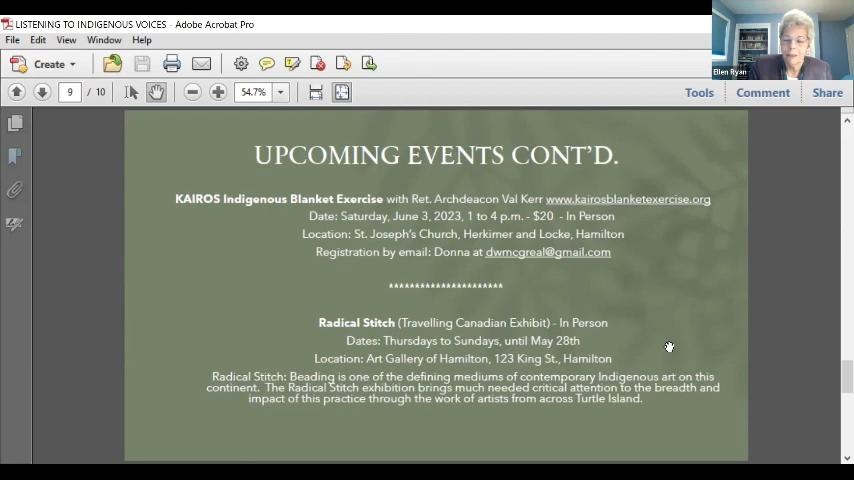 LISTENING TO INDIGENOUS VOICES - Adobe Acrobat Pro
File Edit View Window Help
Ellen Ryan
Create
9 / 10
54.7%
Tools Comment Share
UPCOMING EVENTS CONT'D.
KAIROS Indigenous Blanket Exercise with Ret. Archdeacon Val Kerr www.kairosblanketexercise.org
Date: Saturday, June 3, 2023, 1 to 4 p.m. - $20 - In Person
Location: St. Joseph's Church, Herkimer and Locke, Hamilton
Registration by email: Donna at dwmcgreal@gmail.com
**********************
Radical Stitch (Travelling Canadian Exhibit) - In Person
Dates: Thursdays to Sundays, until May 28th
Location: Art Gallery of Hamilton, 123 King St., Hamilton
Radical Stitch: Beading is one of the defining mediums of contemporary Indigenous art on this
continent. The Radical Stitch exhibition brings much needed critical attention to the breadth and
impact of this practice through the work of artists from across Turtle Island.